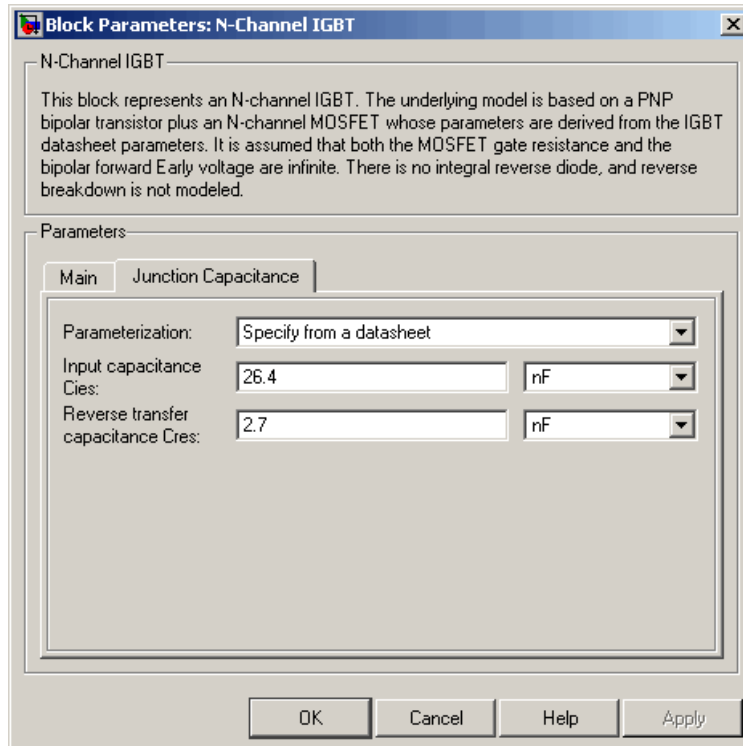 Block Parameters: N-Channel IGBT
N-Channel IGBT
This block represents an N-channel IGBT. The underlying model is based on a PNP
bipolar transistor plus an N-channel MOSFET whose parameters are derived from the IGBT
datasheet parameters. It is assumed that both the MOSFET gate resistance and the
bipolar forward Early voltage are infinite. There is no integral reverse diode, and reverse
breakdown is not modeled.
Parameters
Main Junction Capacitance
Parameterization: Specify from a datasheet
Input capacitance
Cies: 26.4 nF
Reverse transfer
capacitance Cres: 2.7 nF
OK Cancel Help Apply